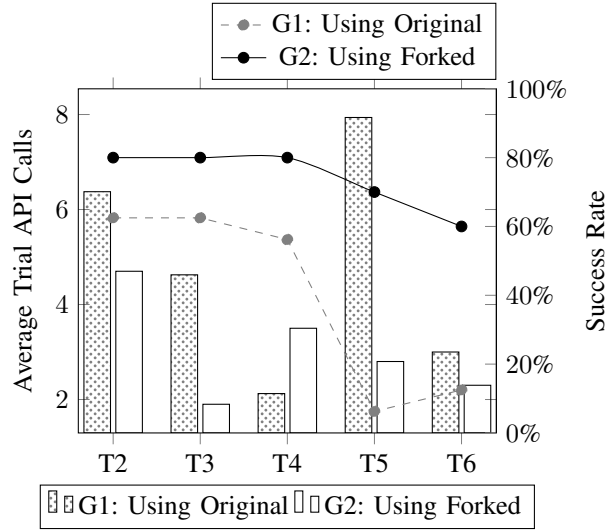 G1: Using Original
G2: Using Forked
100%
8
80%
6
60%
4
40%
20%
2
0%
Average Trial API Calls
Success Rate
T2 T3 T4 T5 T6
G1: Using Original G2: Using Forked